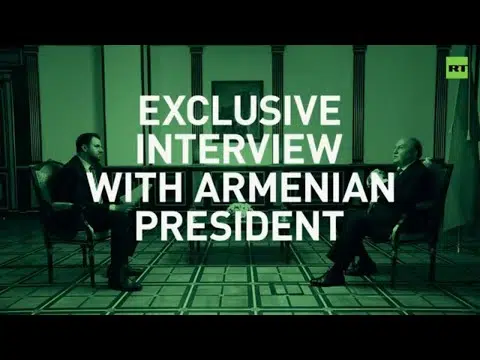 RT
EXCLUSIVE
INTERVIEW
WITH ARMENIAN
PRESIDENT